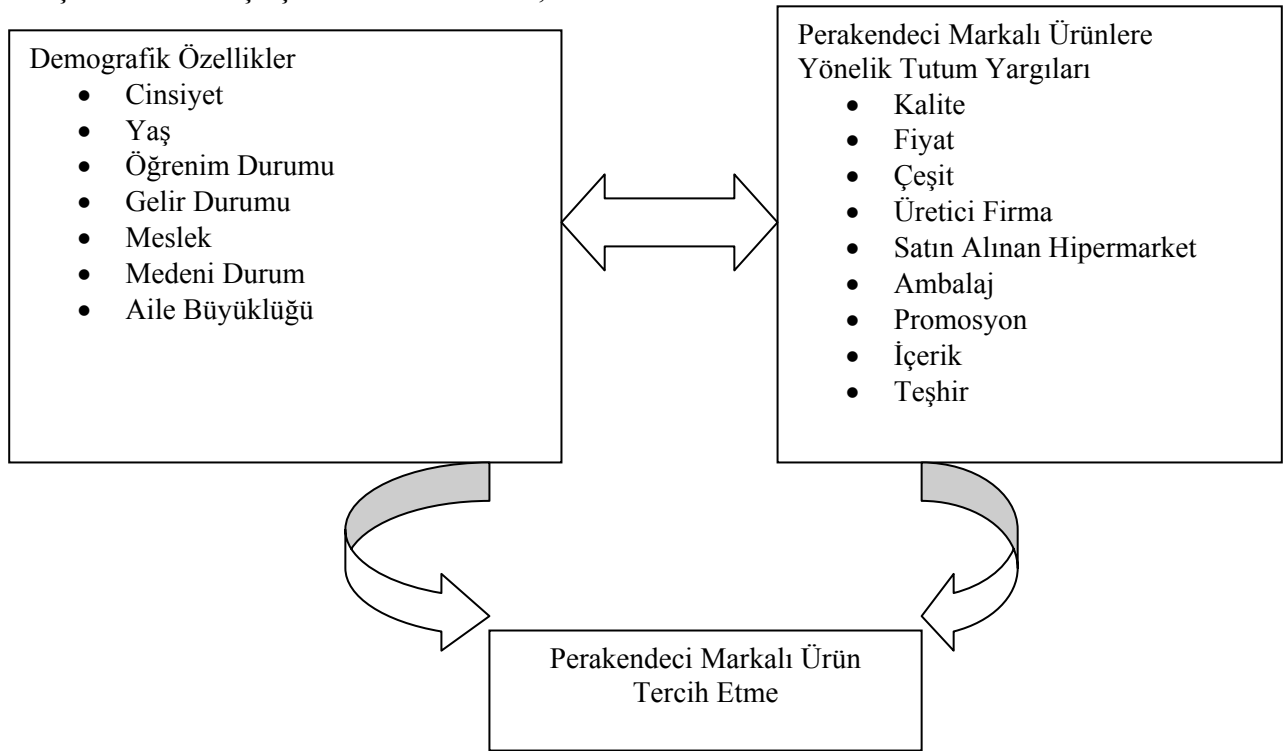 Demografik Özellikler
• Cinsiyet
• Yaş
• Öğrenim Durumu
• Gelir Durumu
• Meslek
• Medeni Durum
• Aile Büyüklüğü
Perakendeci Markalı Ürünlere
Yönelik Tutum Yargıları
• Kalite
• Fiyat
• Çeşit
• Üretici Firma
• Satın Alınan Hipermarket
• Ambalaj
• Promosyon
• İçerik
• Teşhir
Perakendeci Markalı Ürün
Tercih Etme